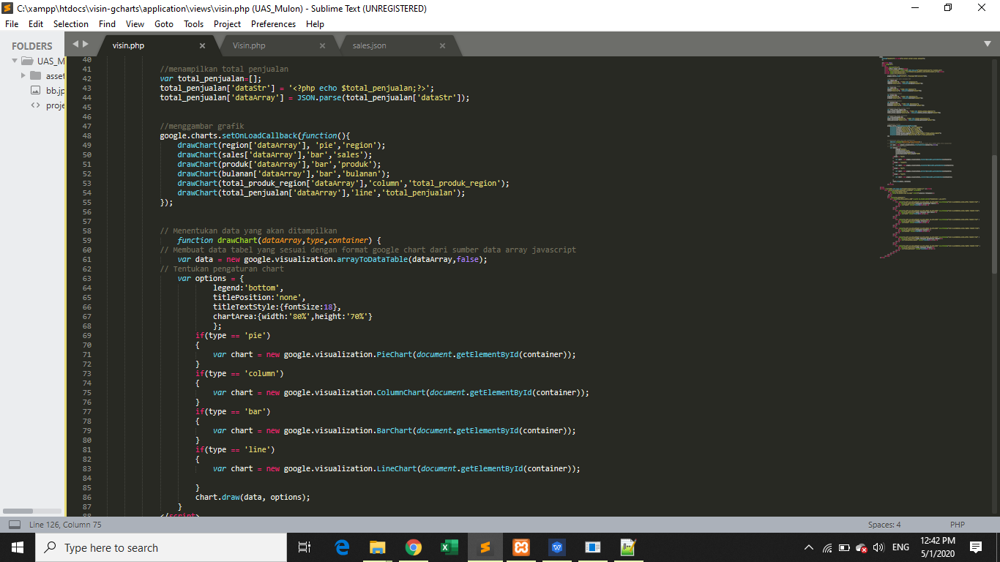 C:\xampp\htdocs\visin-gcharts\application\views\visin.php (UAS_Mulon) - Sublime Text (UNREGISTERED)
File Edit Selection Find View Goto Tools Project Preferences Help
FOLDERS
UAS_M
asset
bb.jp
proje
visin.php
Visin.php
sales.json
40
41 //menampilkan total penjualan
42 var total_penjualan=[];
43 total_penjualan['dataStr'] = '<?php echo $total_penjualan;?>';
44 total_penjualan['dataArray'] = JSON.parse(total_penjualan['dataStr']);
45
46
47 //menggambar grafik
48 google.charts.setOnLoadCallback(function(){
49 drawChart(region['dataArray'], 'pie','region');
50 drawChart(sales['dataArray'],'bar','sales');
51 drawChart(produk['dataArray'],'bar','produk');
52 drawChart(bulanan['dataArray'],'bar','bulanan');
53 drawChart(total_produk_region['dataArray'],'column','total_produk_region');
54 drawChart(total_penjualan['dataArray'],'line','total_penjualan');
55 });
56
57
58 // Menentukan data yang akan ditampilkan
59 function drawChart(dataArray,type,container) {
60 // Membuat data tabel yang sesuai dengan format google chart dari sumber data array javascript
61 var data = new google.visualization.arrayToDataTable(dataArray,false);
62 // Tentukan pengaturan chart
63 var options = {
64 legend:'bottom',
65 titlePosition:'none',
66 titleTextStyle:{fontSize:18},
67 chartArea:{width:'80%',height:'70%'}
68 };
69 if(type == 'pie')
70 {
71 var chart = new google.visualization.PieChart(document.getElementById(container));
72 }
73 if(type == 'column')
74 {
75 var chart = new google.visualization.ColumnChart(document.getElementById(container));
76 }
77 if(type == 'bar')
78 {
79 var chart = new google.visualization.BarChart(document.getElementById(container));
80 }
81 if(type == 'line')
82 {
83 var chart = new google.visualization.LineChart(document.getElementById(container));
84
85 }
86 chart.draw(data, options);
87 }
88 </script>
Line 126, Column 75
Spaces: 4
PHP
Type here to search
ENG
12:42 PM
5/1/2020